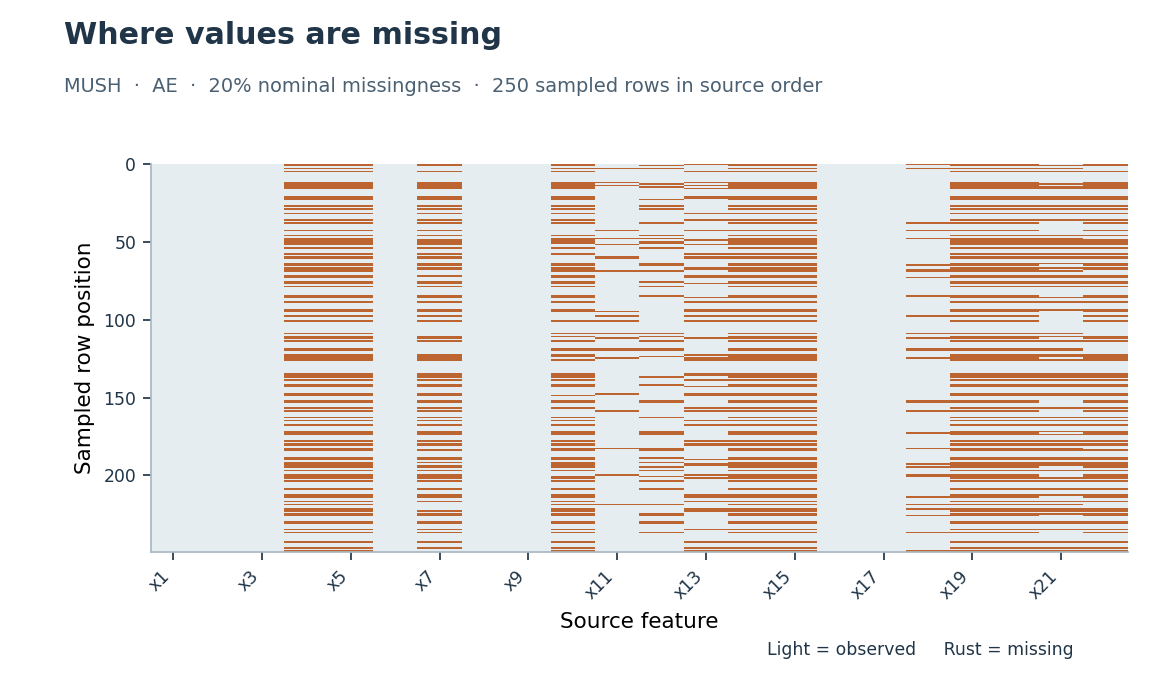 Where values are missing
MUSH · AE · 20% nominal missingness · 250 sampled rows in source order
0
50
100
150
200
Sampled row position
x1
x3
x5
x7
x9
x11
x13
x15
x17
x19
x21
Source feature
Light = observed Rust = missing